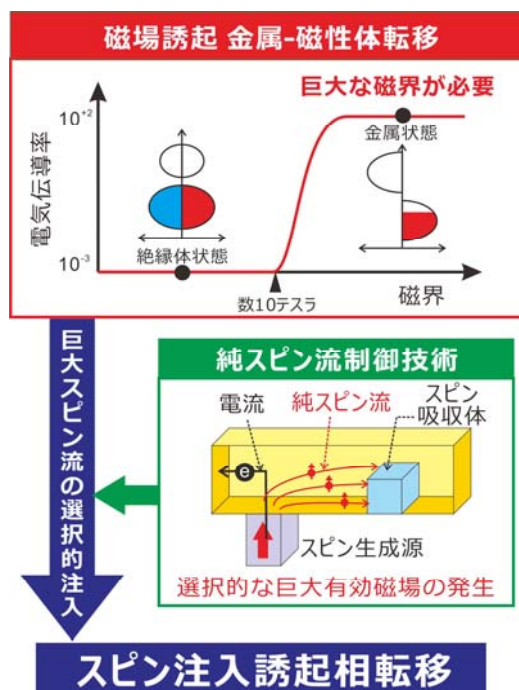 磁場誘起 金属-磁性体転移
巨大な磁界が必要
10+2
金属状態
電気伝導率
絶縁体状態
10-3
数10テスラ
磁界
巨大スピン流の選択的注入
純スピン流制御技術
電流
純スピン流
スピン
吸収体
e
スピン生成源
選択的な巨大有効磁場の発生
スピン注入誘起相転移